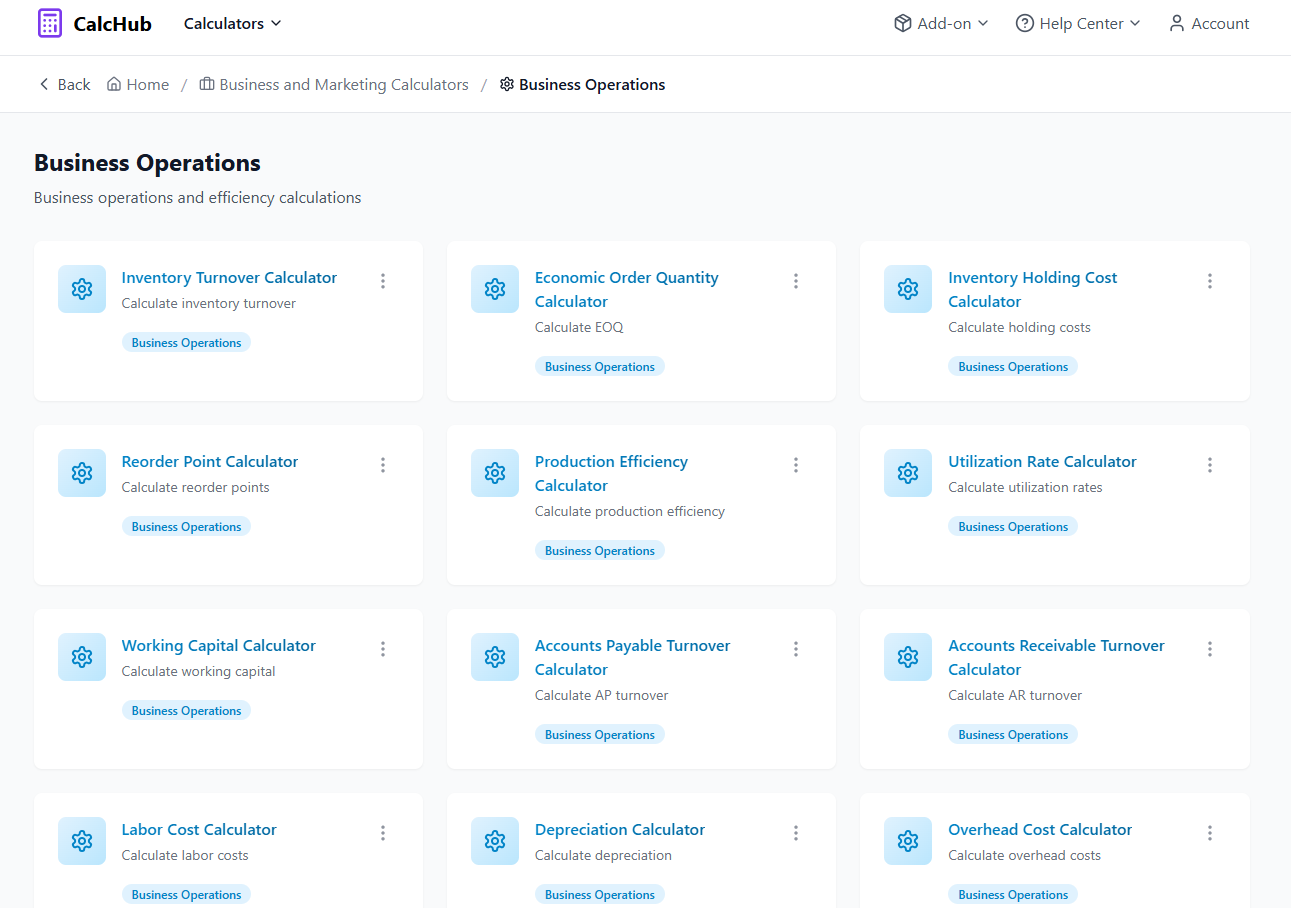 CalcHub
Calculators
Add-on
Help Center
Account
Back
Home / Business and Marketing Calculators / Business Operations
Business Operations
Business operations and efficiency calculations
Inventory Turnover Calculator
Calculate inventory turnover
Business Operations
Economic Order Quantity
Calculator
Calculate EOQ
Business Operations
Inventory Holding Cost
Calculator
Calculate holding costs
Business Operations
Reorder Point Calculator
Calculate reorder points
Business Operations
Production Efficiency
Calculator
Calculate production efficiency
Business Operations
Utilization Rate Calculator
Calculate utilization rates
Business Operations
Working Capital Calculator
Calculate working capital
Business Operations
Accounts Payable Turnover
Calculator
Calculate AP turnover
Business Operations
Accounts Receivable Turnover
Calculator
Calculate AR turnover
Business Operations
Labor Cost Calculator
Calculate labor costs
Business Operations
Depreciation Calculator
Calculate depreciation
Business Operations
Overhead Cost Calculator
Calculate overhead costs
Business Operations